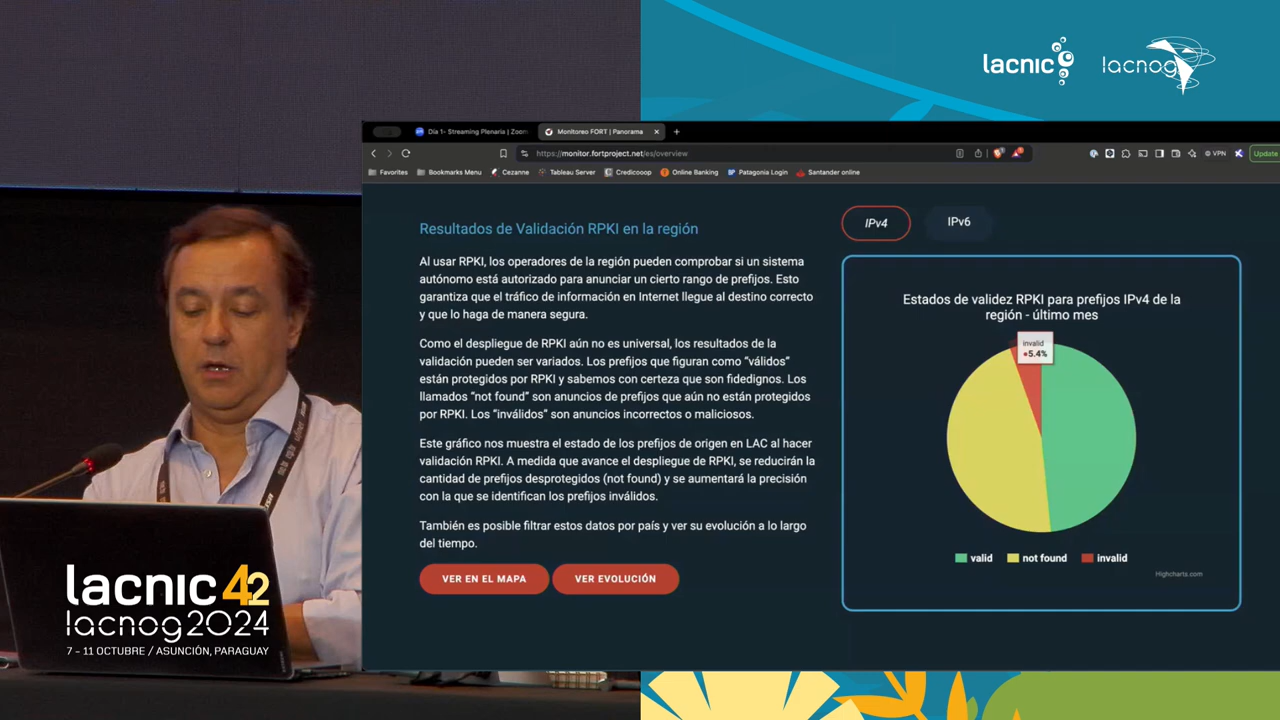 lacnic
lacnog
Día 1- Streaming Plenaria | Zoom
Monitoreo FORT | Panorama
https://monitor.fortproject.net/es/overview
VPN
Update
Favorites
Bookmarks Menu
Cezanne
Tableau Server
Credicooop
Online Banking
Patagonia Login
Santander online
Resultados de Validación RPKI en la región
Al usar RPKI, los operadores de la región pueden comprobar si un sistema
autónomo está autorizado para anunciar un cierto rango de prefijos. Esto
garantiza que el tráfico de información en Internet llegue al destino correcto
y que lo haga de manera segura.
Como el despliegue de RPKI aún no es universal, los resultados de la
validación pueden ser variados. Los prefijos que figuran como “válidos”
están protegidos por RPKI y sabemos con certeza que son fidedignos. Los
llamados “not found” son anuncios de prefijos que aún no están protegidos
por RPKI. Los “inválidos” son anuncios incorrectos o maliciosos.
Este gráfico nos muestra el estado de los prefijos de origen en LAC al hacer
validación RPKI. A medida que avance el despliegue de RPKI, se reducirán la
cantidad de prefijos desprotegidos (not found) y se aumentará la precisión
con la que se identifican los prefijos inválidos.
También es posible filtrar estos datos por país y ver su evolución a lo largo
del tiempo.
VER EN EL MAPA
VER EVOLUCIÓN
IPv4
IPv6
Estados de validez RPKI para prefijos IPv4 de la
región - último mes
invalid
5.4%
valid
not found
invalid
Highcharts.com
lacnic 42
lacnog2024
7 – 11 OCTUBRE / ASUNCIÓN, PARAGUAY